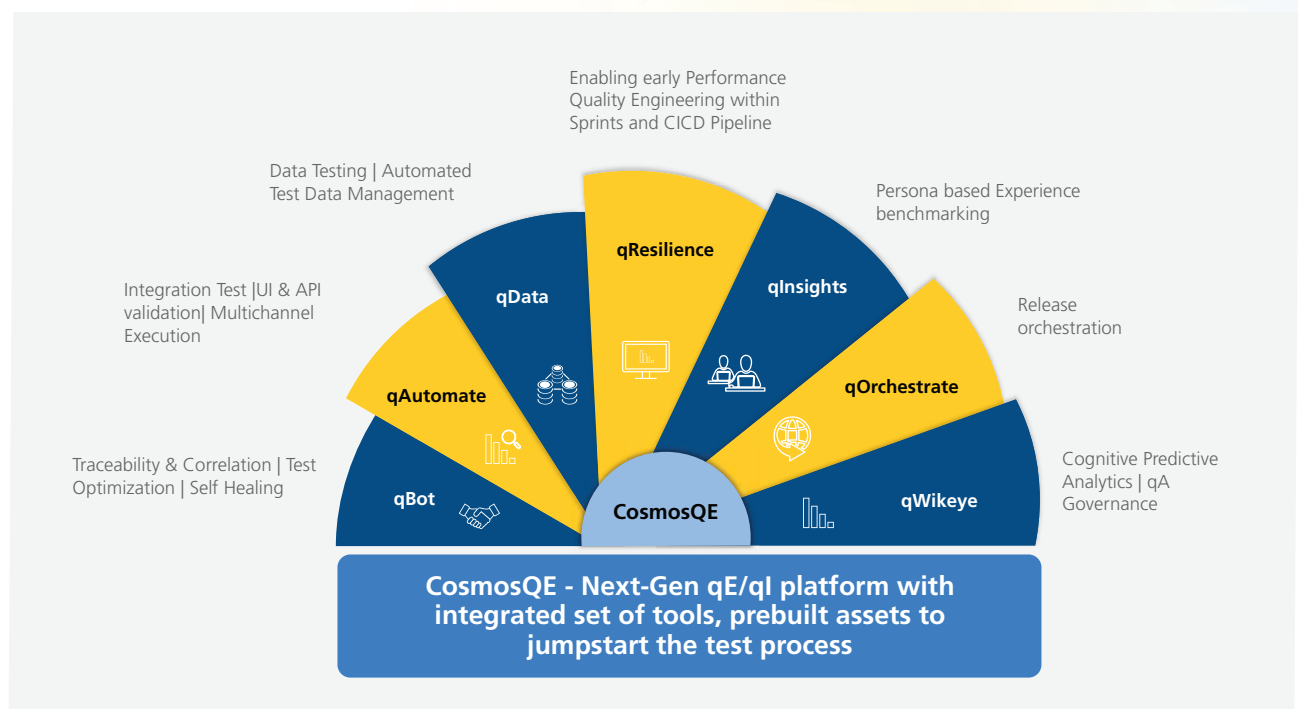 Enabling early Performance
Quality Engineering within
Sprints and CICD Pipeline
Data Testing | Automated
Test Data Management
Persona based Experience
benchmarking
Integration Test |UI & API
validation| Multichannel
Execution
Release
orchestration
Traceability & Correlation | Test
Optimization | Self Healing
Cognitive Predictive
Analytics | qA
Governance
qBot
qAutomate
qData
qResilience
qInsights
qOrchestrate
qWikeye
CosmosQE
CosmosQE - Next-Gen qE/qI platform with
integrated set of tools, prebuilt assets to
jumpstart the test process